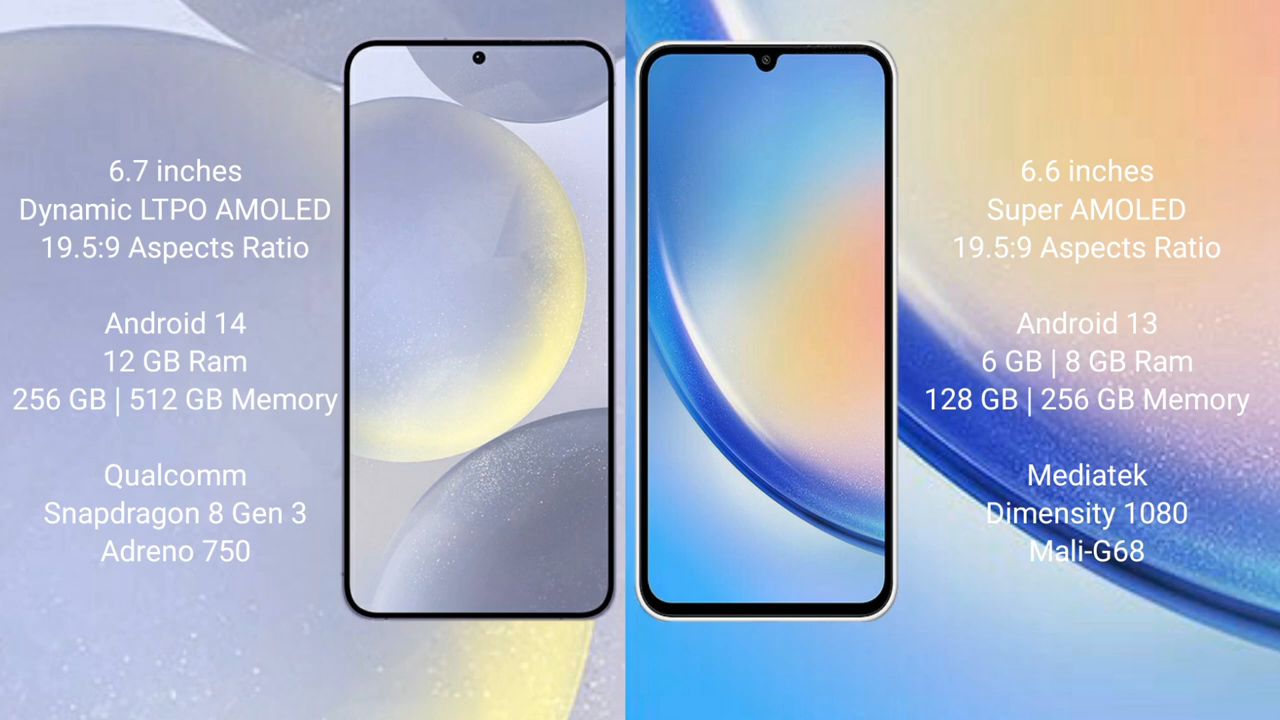 6.7 inches
Dynamic LTPO AMOLED
19.5:9 Aspects Ratio
Android 14
12 GB Ram
256 GB | 512 GB Memory
Qualcomm
Snapdragon 8 Gen 3
Adreno 750
6.6 inches
Super AMOLED
19.5:9 Aspects Ratio
Android 13
6 GB | 8 GB Ram
128 GB | 256 GB Memory
Mediatek
Dimensity 1080
Mali-G68